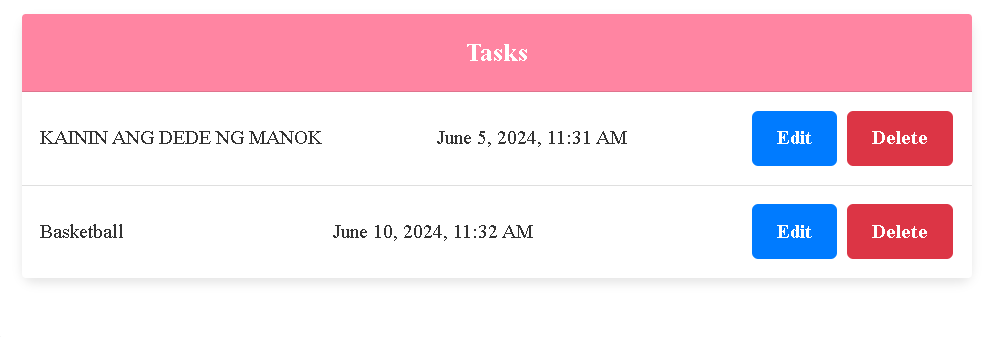 Tasks
KAININ ANG DEDE NG MANOK June 5, 2024, 11:31 AM Edit Delete
Basketball June 10, 2024, 11:32 AM Edit Delete